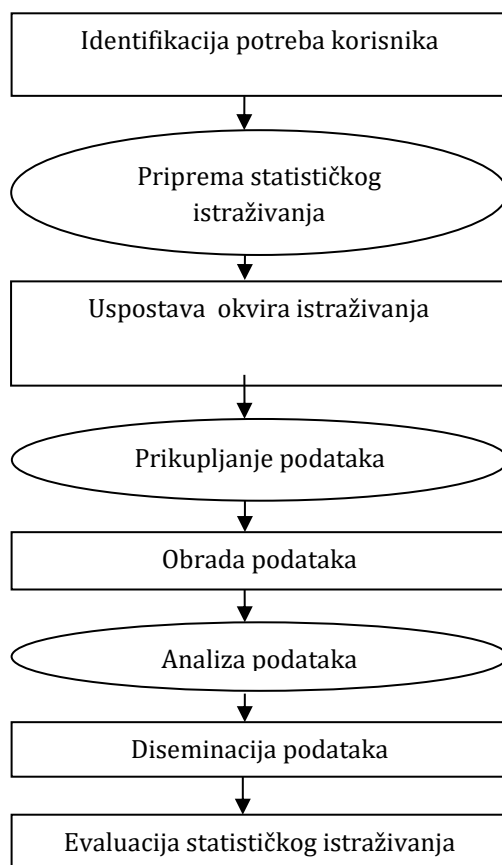 Identifikacija potreba korisnika
Priprema statističkog
istraživanja
Uspostava okvira istraživanja
Prikupljanje podataka
Obrada podataka
Analiza podataka
Diseminacija podataka
Evaluacija statističkog istraživanja